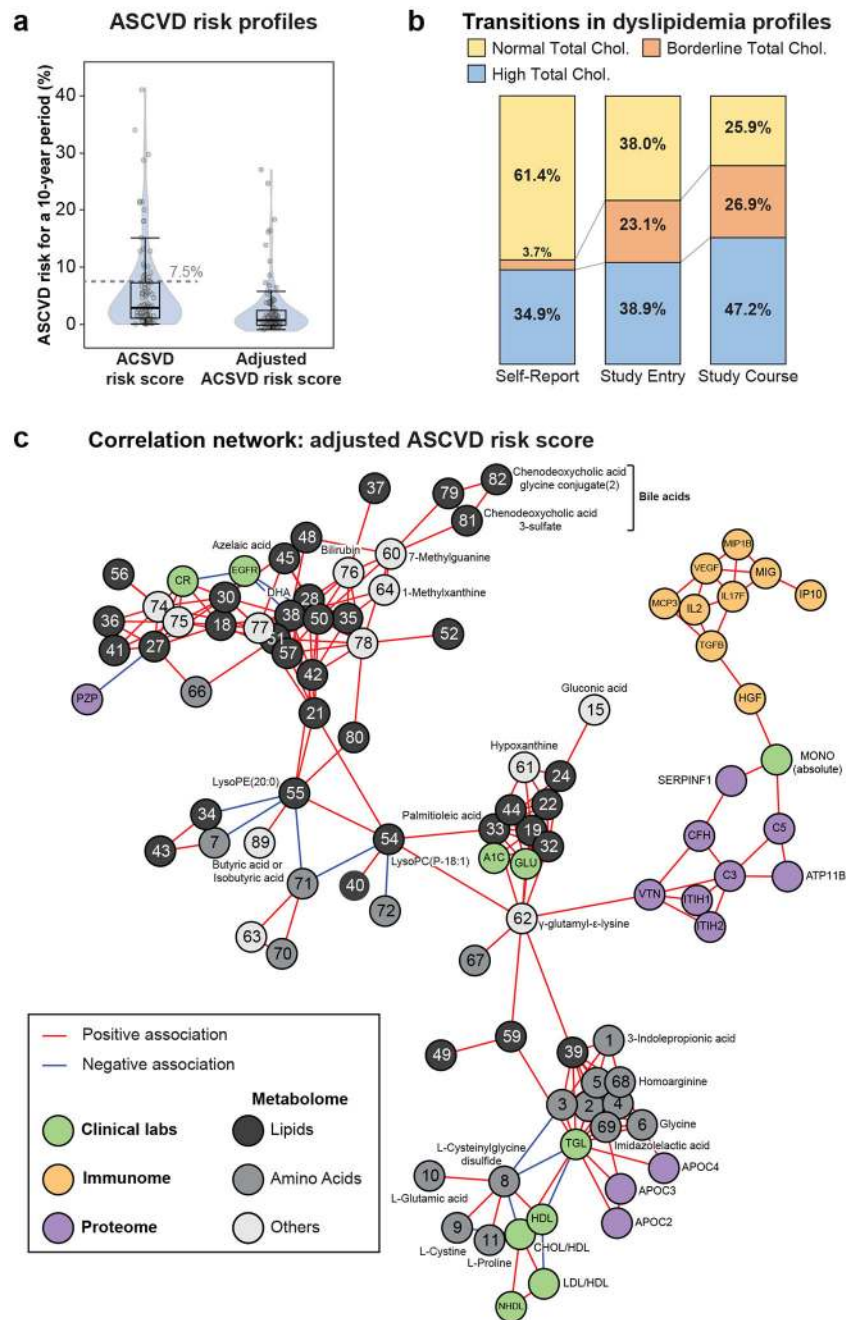 a ASCVD risk profiles
ASCVD risk for a 10-year period (%)
40
30
20
10
0
7.5%
ACSVD
risk score
Adjusted
ACSVD risk score
b Transitions in dyslipidemia profiles
Normal Total Chol. Borderline Total Chol.
High Total Chol.
61.4%
3.7%
34.9%
38.0%
23.1%
38.9%
25.9%
26.9%
47.2%
Self-Report Study Entry Study Course
c Correlation network: adjusted ASCVD risk score
37
79
82
Chenodeoxycholic acid
glycine conjugate(2)
81
Chenodeoxycholic acid
3-sulfate
Bile acids
48
Azelaic acid
45
Bilirubin
60
7-Methylguanine
56
CR
EGFR
76
64
1-Methylxanthine
DHA
28
74
30
36
75
18
77
38
50
35
52
41
27
51
57
78
42
66
PZP
21
80
MIP1B
VEGF
MIG
IP10
MCP3
IL2
IL17F
TGFB
HGF
MONO
(absolute)
SERPINF1
CFH
C5
C3
ATP11B
VTN
ITIH1
ITIH2
Gluconic acid
15
Hypoxanthine
61
24
44
22
Palmitioleic acid
33
19
32
A1C
GLU
LysoPE(20:0)
55
34
43
7
89
Butyric acid or
Isobutyric acid
54
LysoPC(P-18:1)
71
40
72
63
70
62
γ-glutamyl-ε-lysine
67
59
49
39
1
3-Indolepropionic acid
5
68
Homoarginine
3
2
4
69
6
Glycine
Imidazolelactic acid
TGL
L-Cysteinylglycine
disulfide
8
10
L-Glutamic acid
9
L-Cystine
11
L-Proline
APOC4
APOC3
APOC2
HDL
CHOL/HDL
LDL/HDL
NHDL
Positive association
Negative association
Metabolome
Clinical labs
Lipids
Immunome
Amino Acids
Proteome
Others